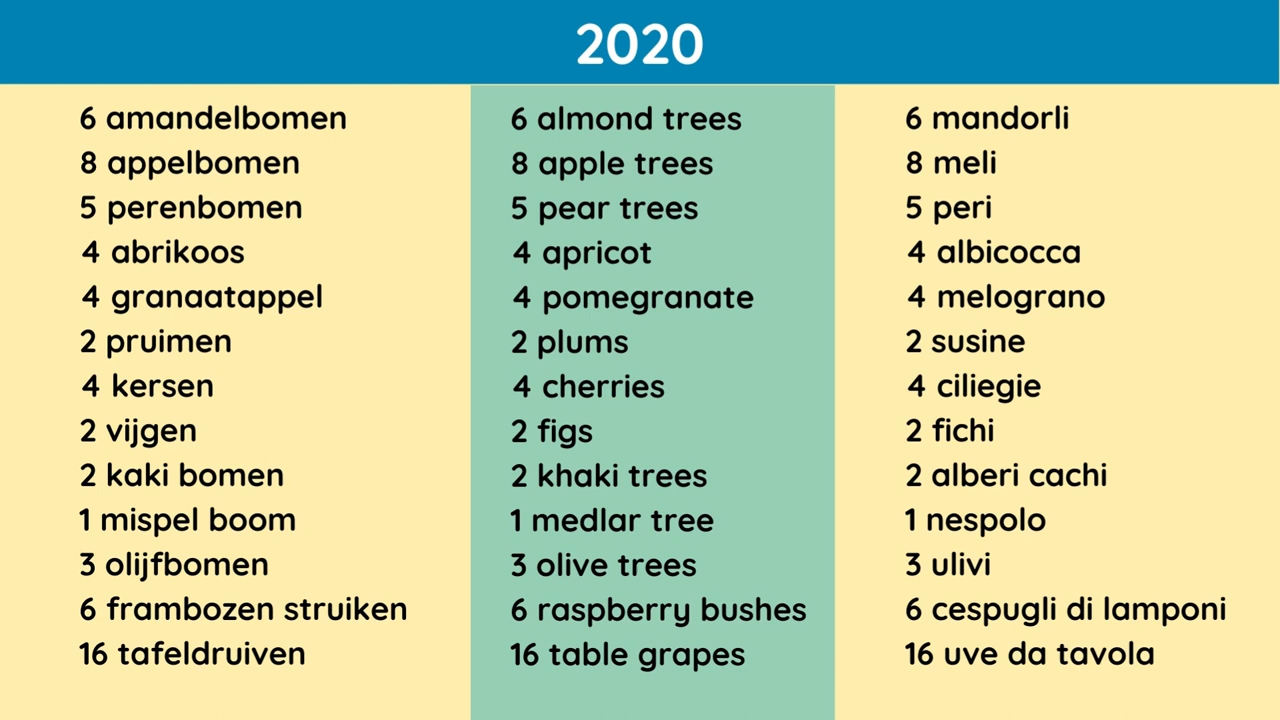 2020
6 amandelbomen
8 appelbomen
5 perenbomen
4 abrikoos
4 granaatappel
2 pruimen
4 kersen
2 vijgen
2 kaki bomen
1 mispel boom
3 olijfbomen
6 frambozen struiken
16 tafeldruiven
6 almond trees
8 apple trees
5 pear trees
4 apricot
4 pomegranate
2 plums
4 cherries
2 figs
2 khaki trees
1 medlar tree
3 olive trees
6 raspberry bushes
16 table grapes
6 mandorli
8 meli
5 peri
4 albicocca
4 melograno
2 susine
4 ciliegie
2 fichi
2 alberi cachi
1 nespolo
3 ulivi
6 cespugli di lamponi
16 uve da tavola